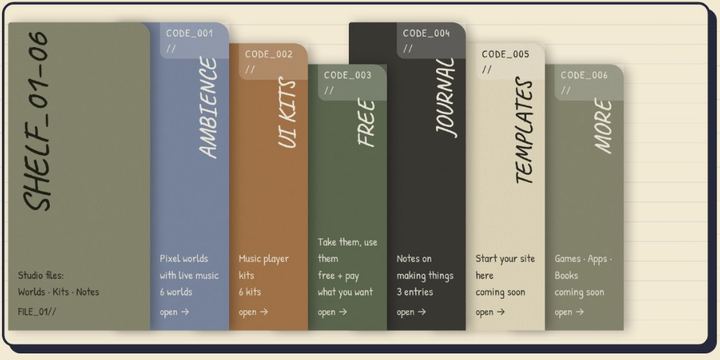 SHELF_01-06
Studio files:
Worlds · Kits · Notes
FILE_01//
CODE_001
//
AMBIENCE
Pixel worlds
with live music
6 worlds
open →
CODE_002
//
UI KITS
Music player
kits
6 kits
open →
CODE_003
//
FREE
Take them, use
them
free + pay
what you want
open →
CODE_004
//
JOURNAL
Notes on
making things
3 entries
open →
CODE_005
//
TEMPLATES
Start your site
here
coming soon
open →
CODE_006
//
MORE
Games · Apps ·
Books
coming soon
open →